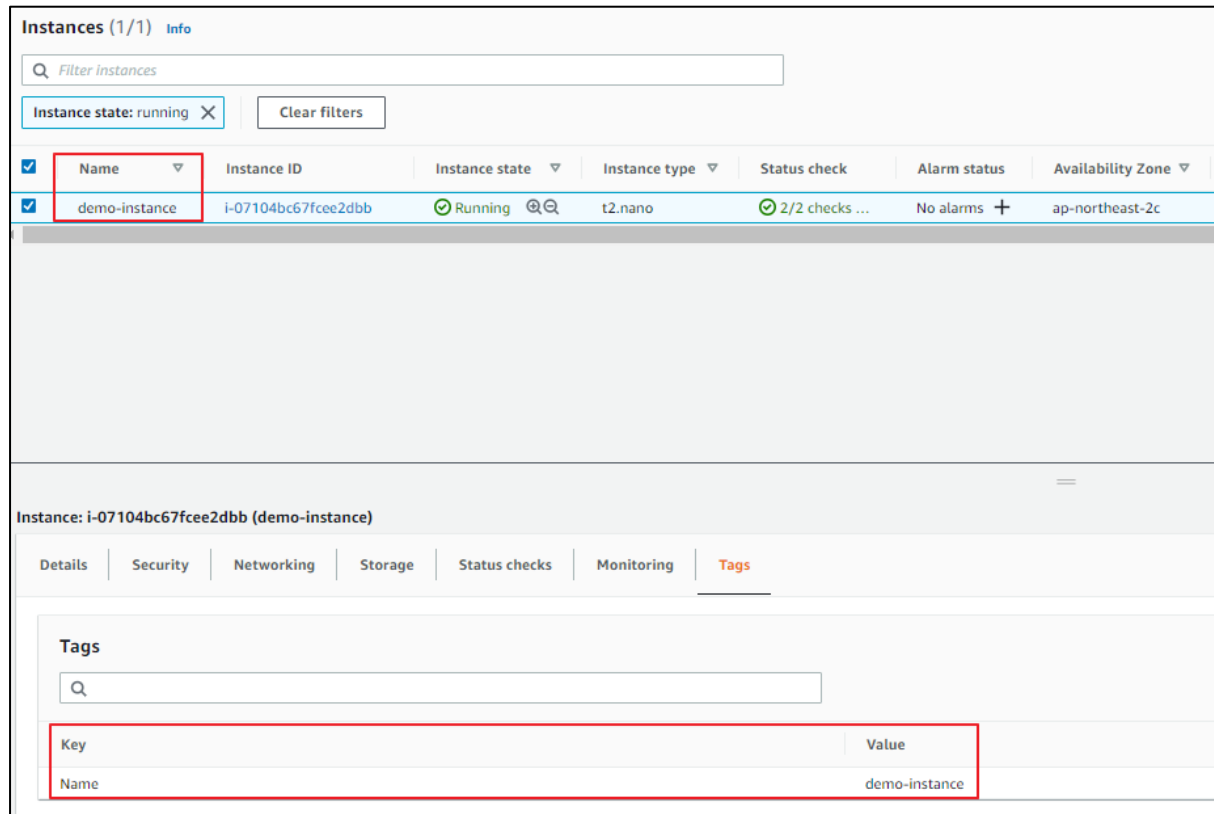 Instances (1/1) Info
Filter instances
Instance state: running Clear filters
Name Instance ID Instance state Instance type Status check Alarm status Availability Zone
demo-instance i-07104bc67fcee2dbb Running t2.nano 2/2 checks ... No alarms ap-northeast-2c
Instance: i-07104bc67fcee2dbb (demo-instance)
Details Security Networking Storage Status checks Monitoring Tags
Tags
Key Value
Name demo-instance